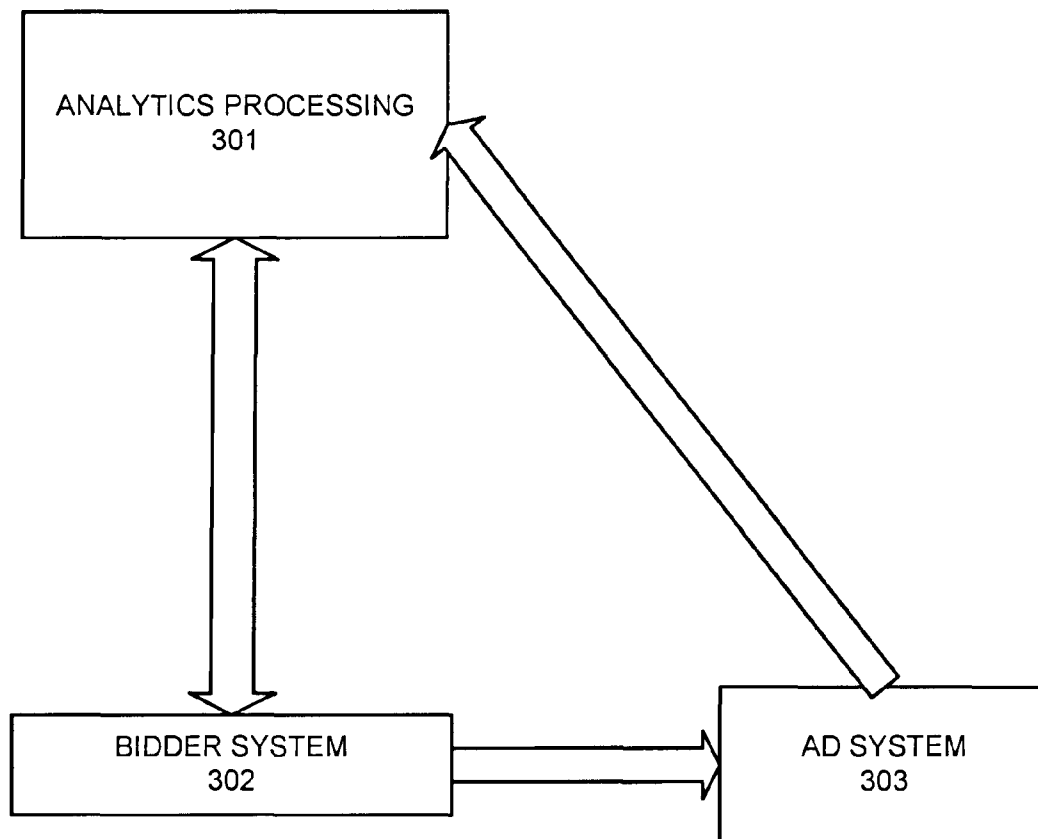 ANALYTICS PROCESSING
301
BIDDER SYSTEM
302
AD SYSTEM
303